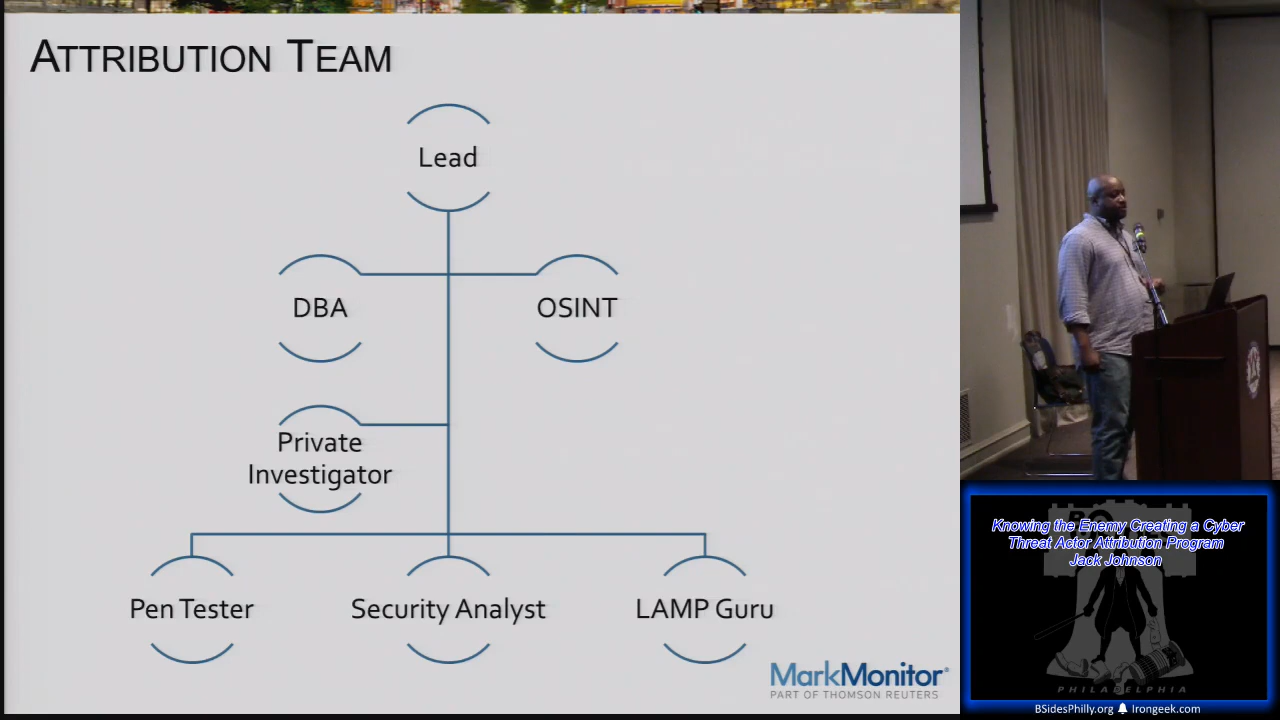 ATTRIBUTION TEAM
Lead
DBA
OSINT
Private
Investigator
Pen Tester
Security Analyst
LAMP Guru
MarkMonitor®
PART OF THOMSON REUTERS
Knowing the Enemy Creating a Cyber
Threat Actor Attribution Program
Jack Johnson
PHILADELPHIA
BSidesPhilly.org Irongeek.com